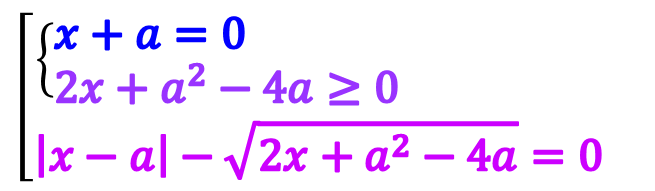 x + a = 0
2x + a² − 4a ≥ 0
|x − a| − √(2x + a² − 4a) = 0